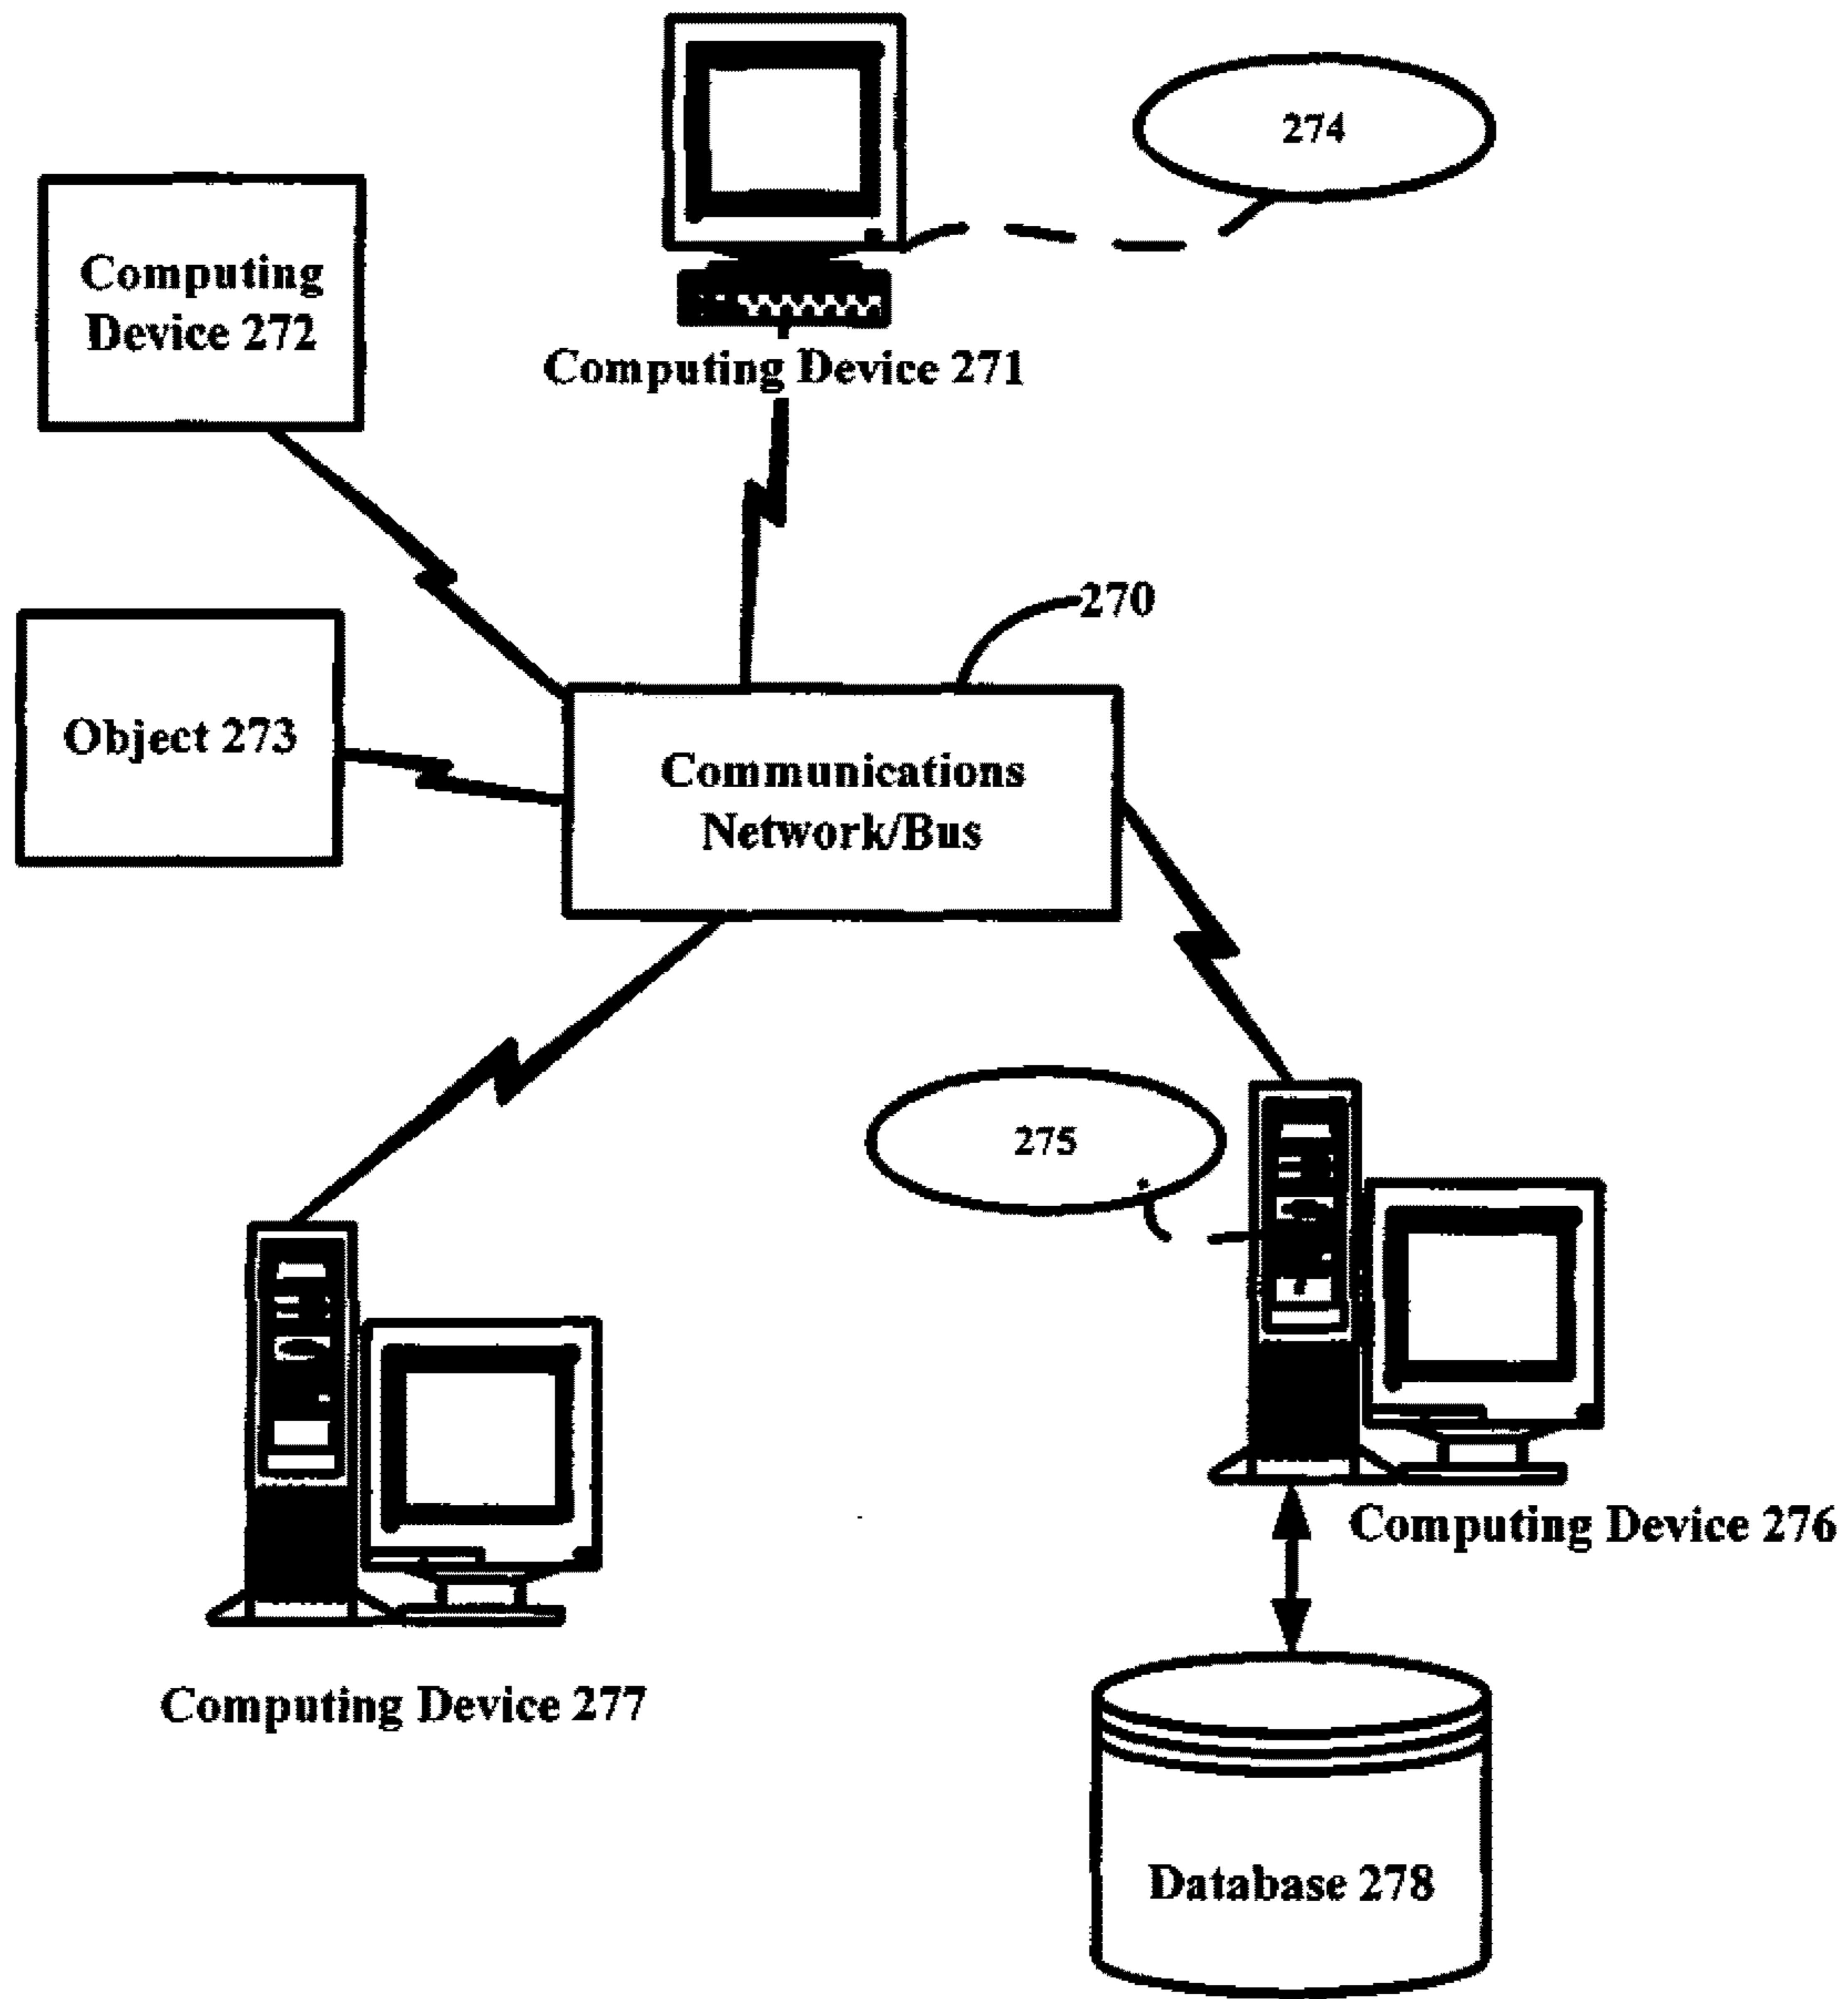 274
Computing
Device 272
Computing Device 271
270
Object 273
Communications
Network/Bus
275
Computing Device 276
Computing Device 277
Database 278